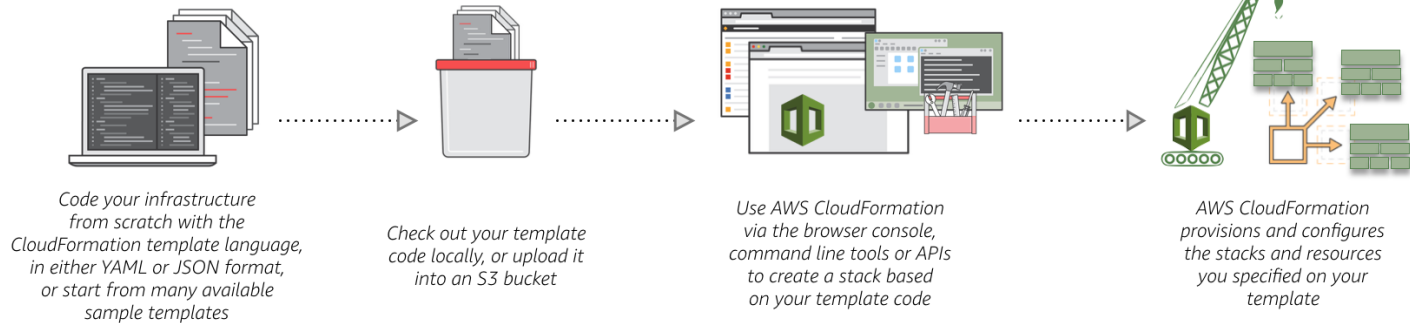 Code your infrastructure
from scratch with the
CloudFormation template language,
in either YAML or JSON format,
or start from many available
sample templates
Check out your template
code locally, or upload it
into an S3 bucket
Use AWS CloudFormation
via the browser console,
command line tools or APIs
to create a stack based
on your template code
AWS CloudFormation
provisions and configures
the stacks and resources
you specified on your
template